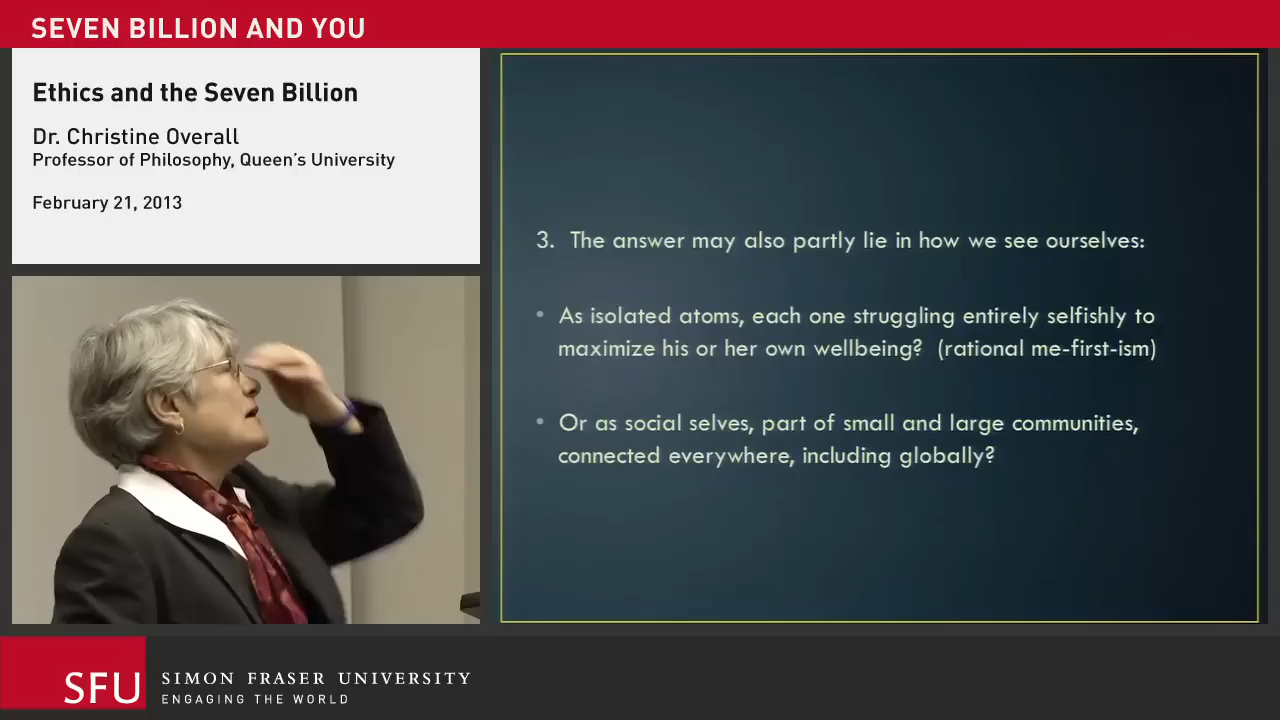 SEVEN BILLION AND YOU
Ethics and the Seven Billion
Dr. Christine Overall
Professor of Philosophy, Queen's University
February 21, 2013
3. The answer may also partly lie in how we see ourselves:
• As isolated atoms, each one struggling entirely selfishly to
maximize his or her own wellbeing? (rational me-first-ism)
• Or as social selves, part of small and large communities,
connected everywhere, including globally?
SFU
SIMON FRASER UNIVERSITY
ENGAGING THE WORLD